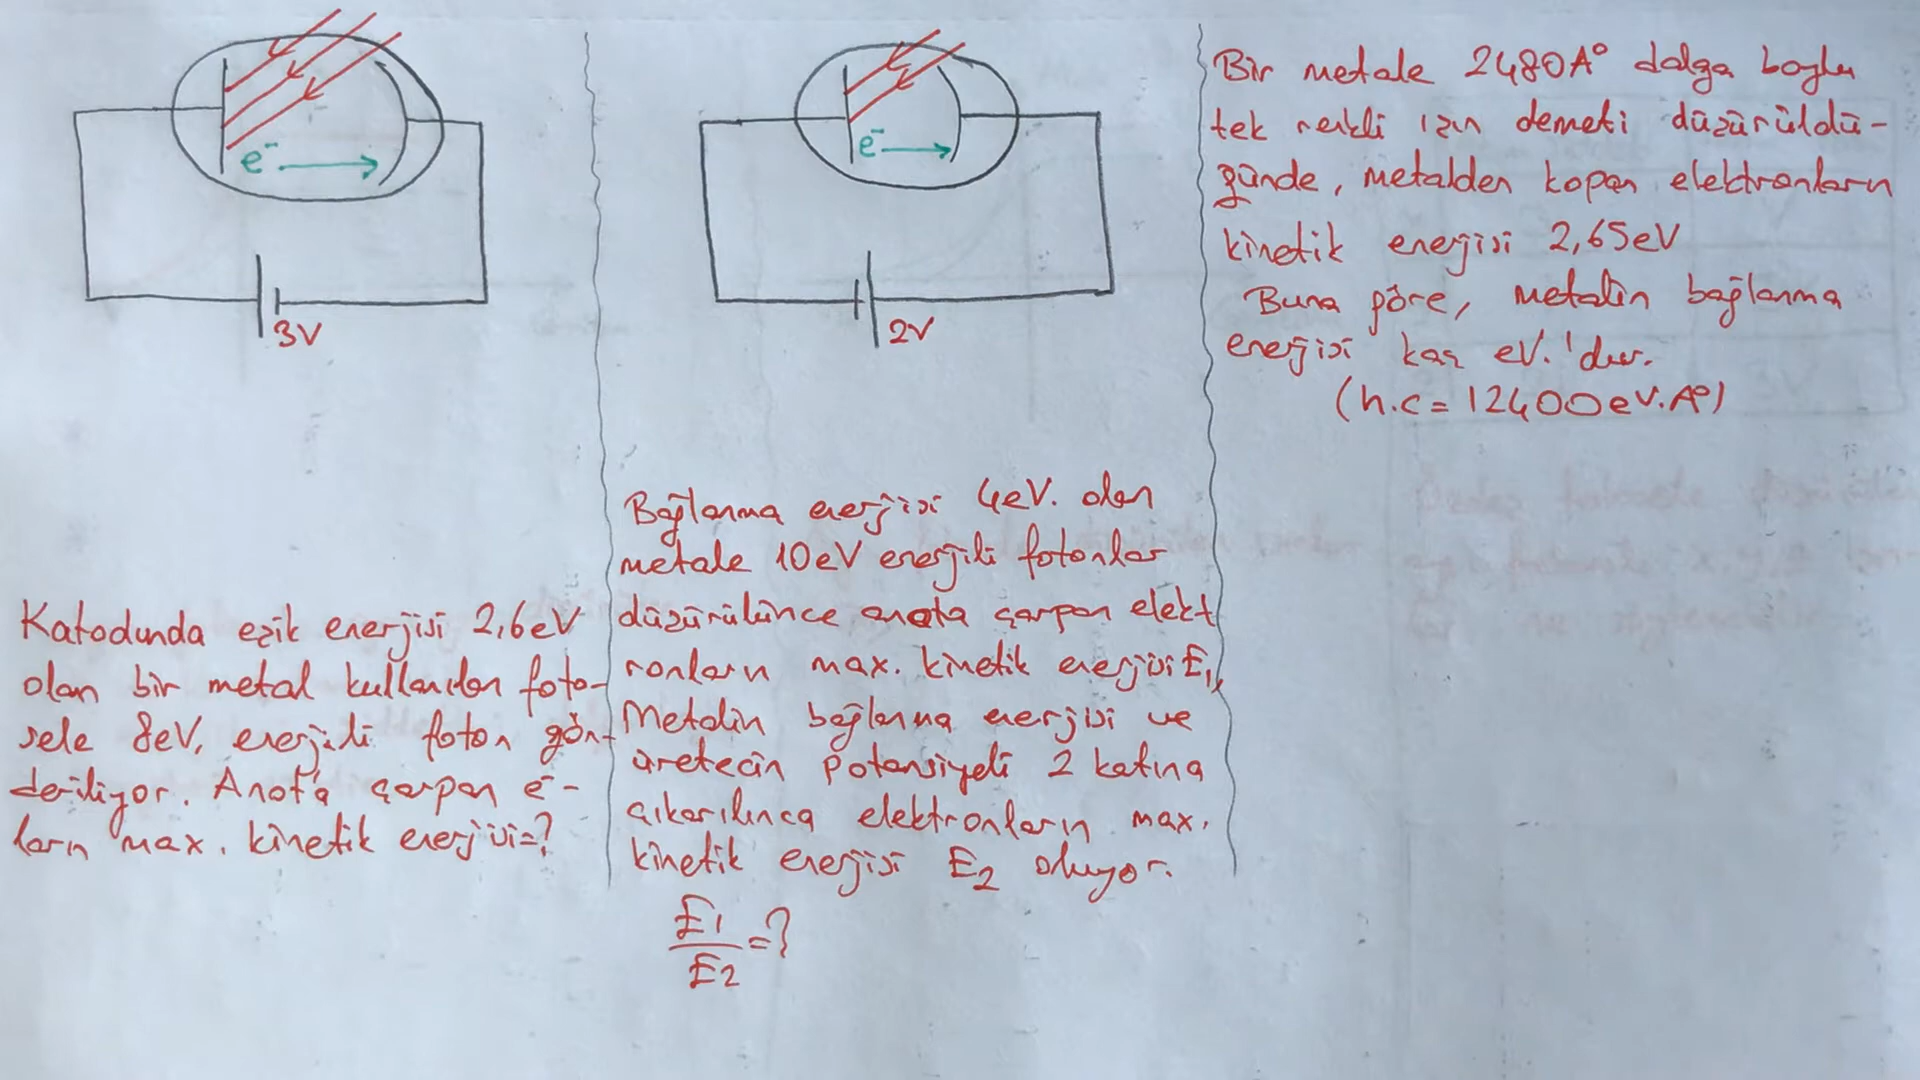 e⁻
3V
Katodunda eşik enerjisi 2,6eV
olan bir metal kullanılan foto-
sele 8eV, enerjili foton gön-
deriliyor. Anot'a çarpan e⁻-
ların max. kinetik enerjisi=?
e⁻
2V
Bağlanma enerjisi 4eV. olan
metale 10eV enerjili fotonlar
düşürülünce anota çarpan elekt
ronların max. kinetik enerjisi E₁,
Metalin bağlanma enerjisi ve
üretecin potansiyeli 2 katına
çıkarılınca elektronların max.
kinetik enerjisi E₂ oluyor.
E₁
/E₂ =?
Bir metale 2480A° dalga boylu
tek renkli ışın demeti düşürüldü-
günde, metalden kopan elektronların
kinetik enerjisi 2,65eV
Buna göre, metalin bağlanma
enerjisi kaç eV.'dur.
(h.c = 12400eV.A°)